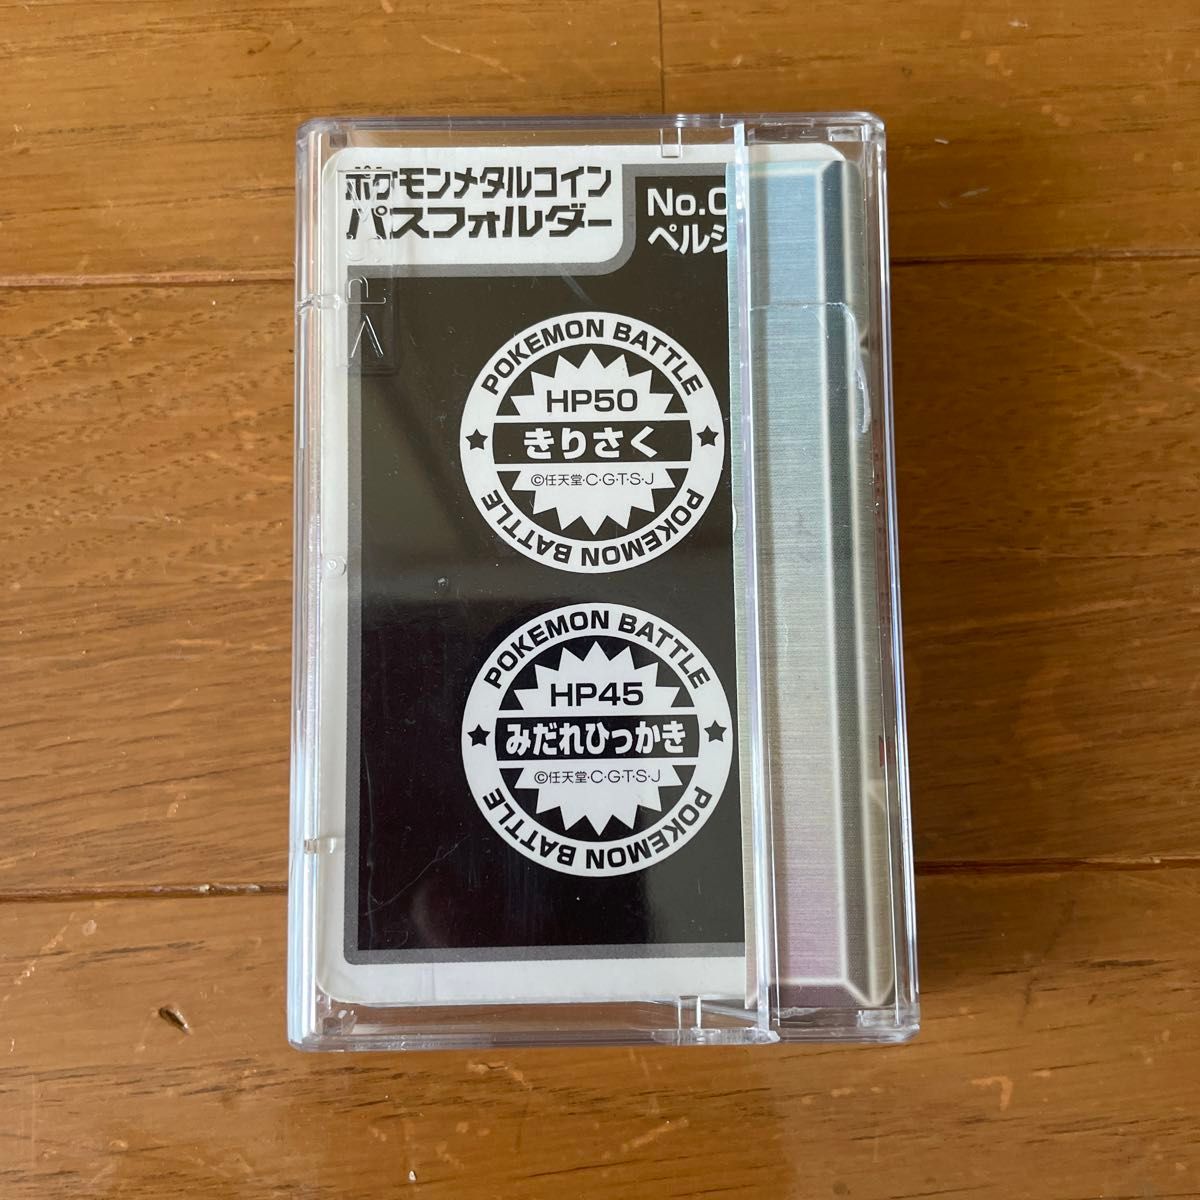 ポケモンメタルコイン
パスフォルダー
No.0
ペルシ
POKEMON BATTLE
HP50
きりさく
©任天堂·C·G·T·S·J
POKEMON BATTLE
POKEMON BATTLE
HP45
みだれひっかき
©任天堂·C·G·T·S·J
POKEMON BATTLE